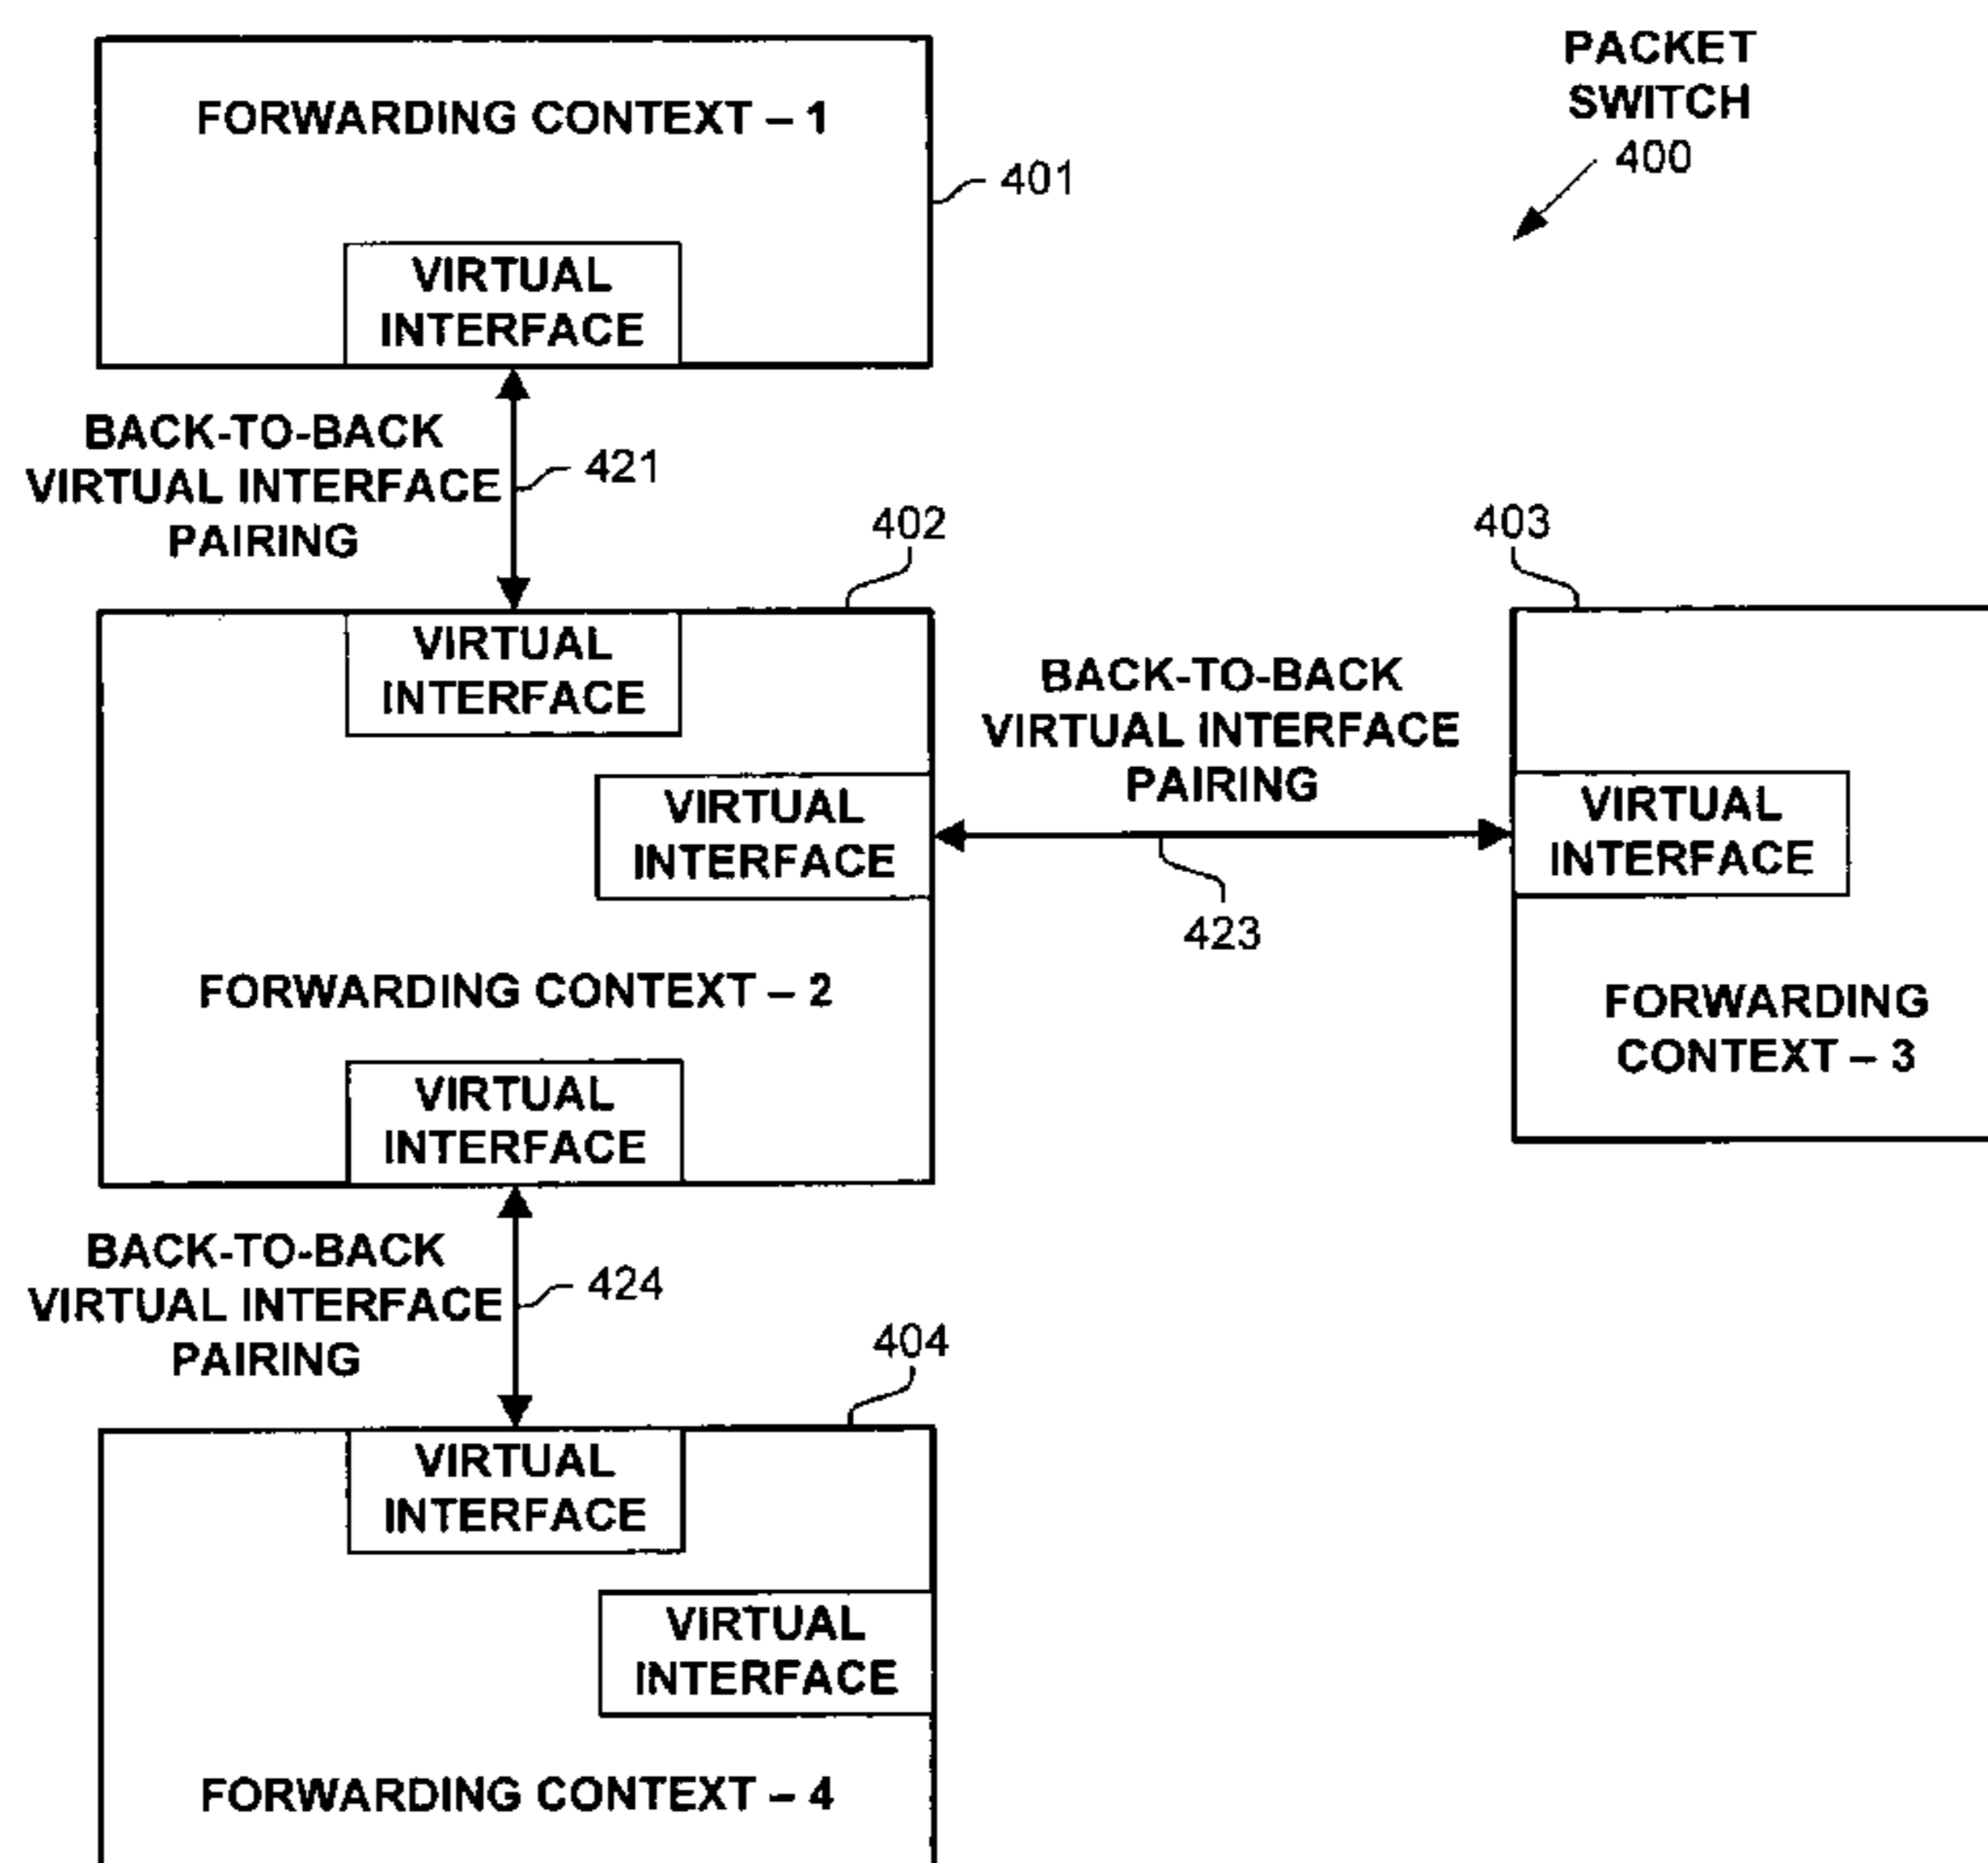 PACKET
SWITCH
400
FORWARDING CONTEXT – 1
401
VIRTUAL
INTERFACE
BACK-TO-BACK
VIRTUAL INTERFACE
PAIRING
421
402
403
VIRTUAL
INTERFACE
BACK-TO-BACK
VIRTUAL INTERFACE
PAIRING
VIRTUAL
INTERFACE
VIRTUAL
INTERFACE
423
FORWARDING CONTEXT – 2
FORWARDING
CONTEXT – 3
VIRTUAL
INTERFACE
BACK-TO-BACK
VIRTUAL INTERFACE
PAIRING
424
404
VIRTUAL
INTERFACE
VIRTUAL
INTERFACE
FORWARDING CONTEXT – 4